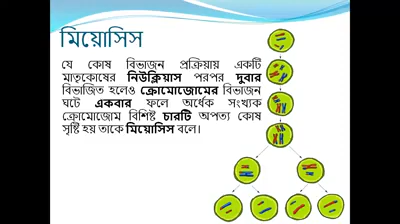 মিয়োসিস
যে কোষ বিভাজন প্রক্রিয়ায় একটি
মাতৃকোষের নিউক্লিয়াস পরপর দুবার
বিভাজিত হলেও ক্রোমোজোমের বিভাজন
ঘটে একবার ফলে অর্ধেক সংখ্যক
ক্রোমোজোম বিশিষ্ট চারটি অপত্য কোষ
সৃষ্টি হয় তাকে মিয়োসিস বলে।